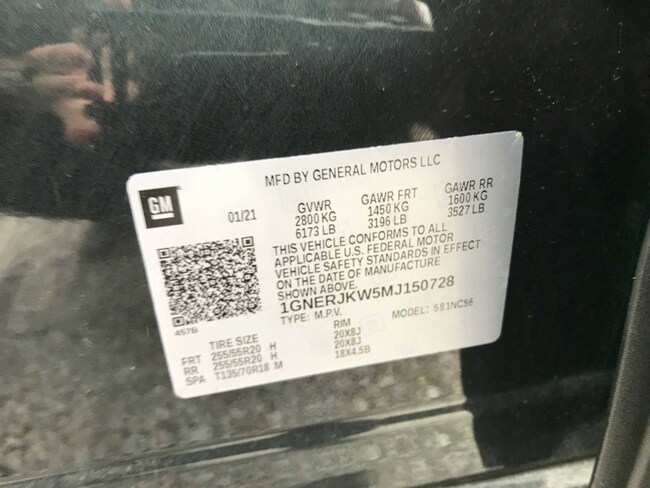 MFD BY GENERAL MOTORS LLC
GM
01/21
GVWR GAWR FRT GAWR RR
2800 KG 1450 KG 1600 KG
6173 LB 3196 LB 3527 LB
THIS VEHICLE CONFORMS TO ALL
APPLICABLE U.S. FEDERAL MOTOR
VEHICLE SAFETY STANDARDS IN EFFECT
ON THE DATE OF MANUFACTURE
SHOWN ABOVE.
1GNERJKW5MJ150728
TYPE: M.P.V. MODEL: 581NC56
457B
TIRE SIZE RIM
FRT 255/55R20 H 20X8J
RR 255/55R20 H 20X8J
SPA T135/70R18 M 18X4.5B